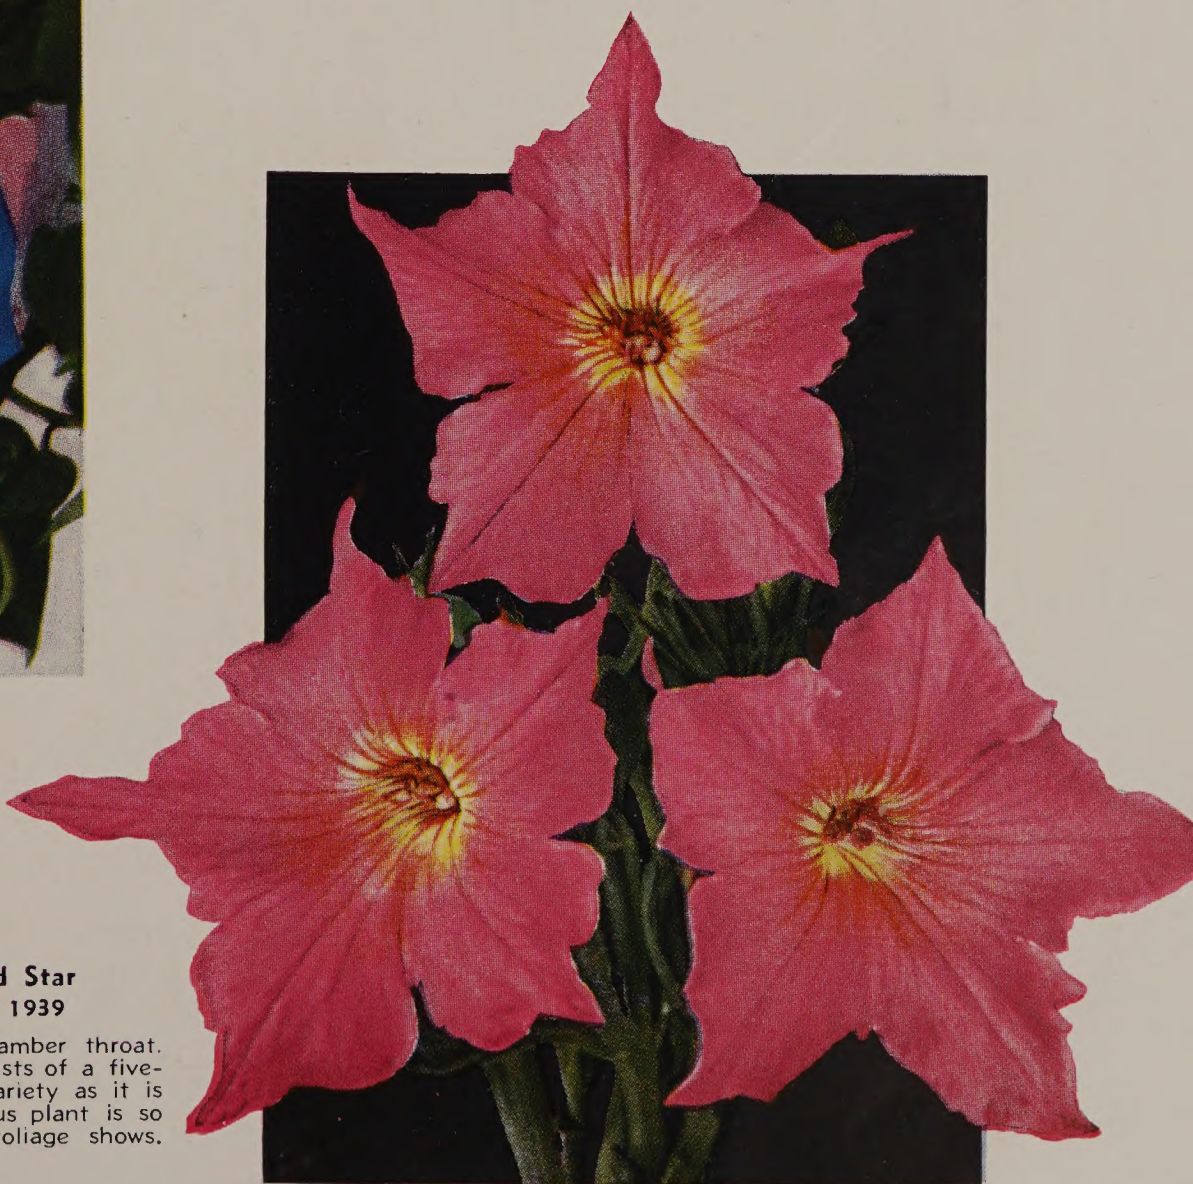 d Star
1939
amber throat.
sts of a five-
ariety as it is
us plant is so
oliage shows.